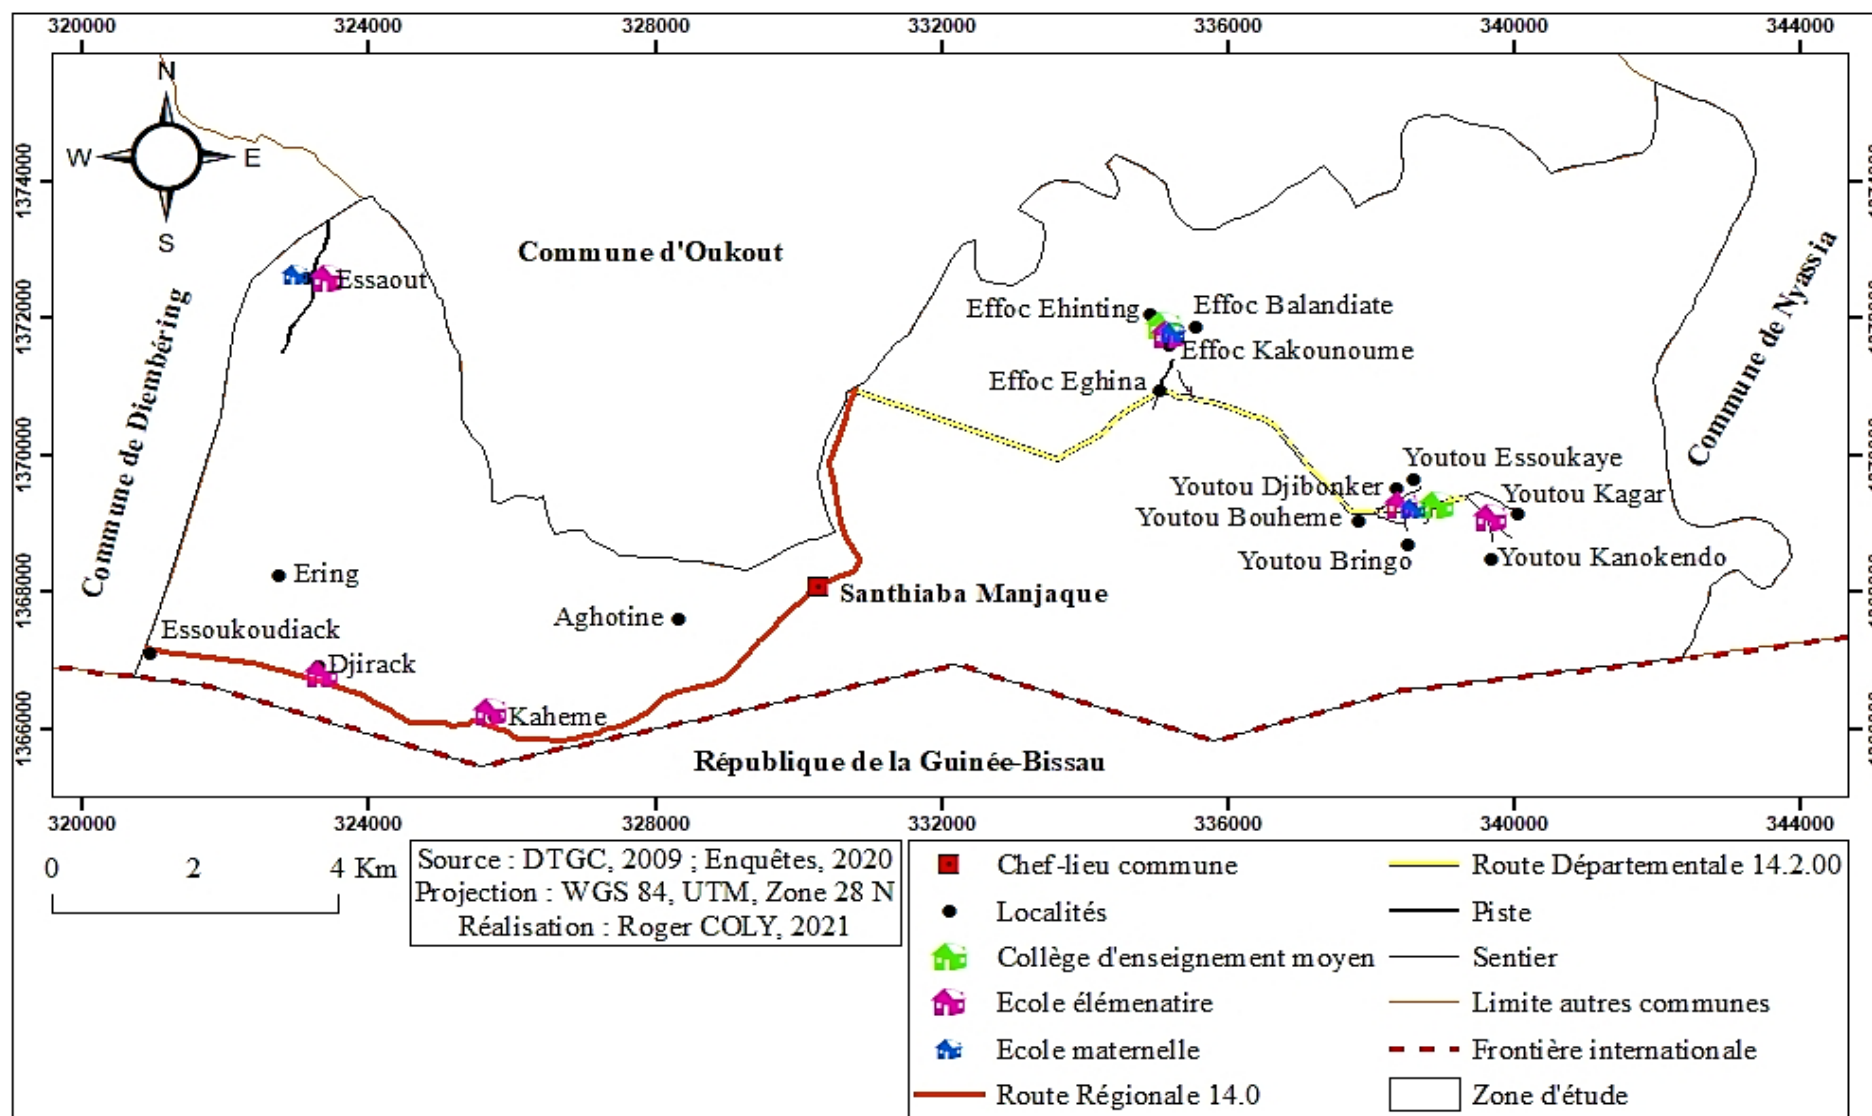 320000 324000 328000 332000 336000 340000 344000
N
W E
S
1374000
1372000
1370000
1368000
1366000
Commune d'Oukout
Commune de Diembéring
Commune de Nyassia
Essaout
Effoc Ehinting
Effoc Balandiate
Effoc Kakounoume
Effoc Eghina
Youtou Essoukaye
Youtou Djibonker
Youtou Kagar
Youtou Bouheme
Youtou Bringo
Youtou Kanokendo
Ering
Santhiaba Manjaque
Aghotine
Essoukoudiack
Djirack
Kaheme
République de la Guinée-Bissau
320000 324000 328000 332000 336000 340000 344000
0 2 4 Km
Source : DTGC, 2009 ; Enquêtes, 2020
Projection : WGS 84, UTM, Zone 28 N
Réalisation : Roger COLY, 2021
Chef-lieu commune
Localités
Collège d'enseignement moyen
Ecole élémenatire
Ecole maternelle
Route Régionale 14.0
Route Départementale 14.2.00
Piste
Sentier
Limite autres communes
Frontière internationale
Zone d'étude